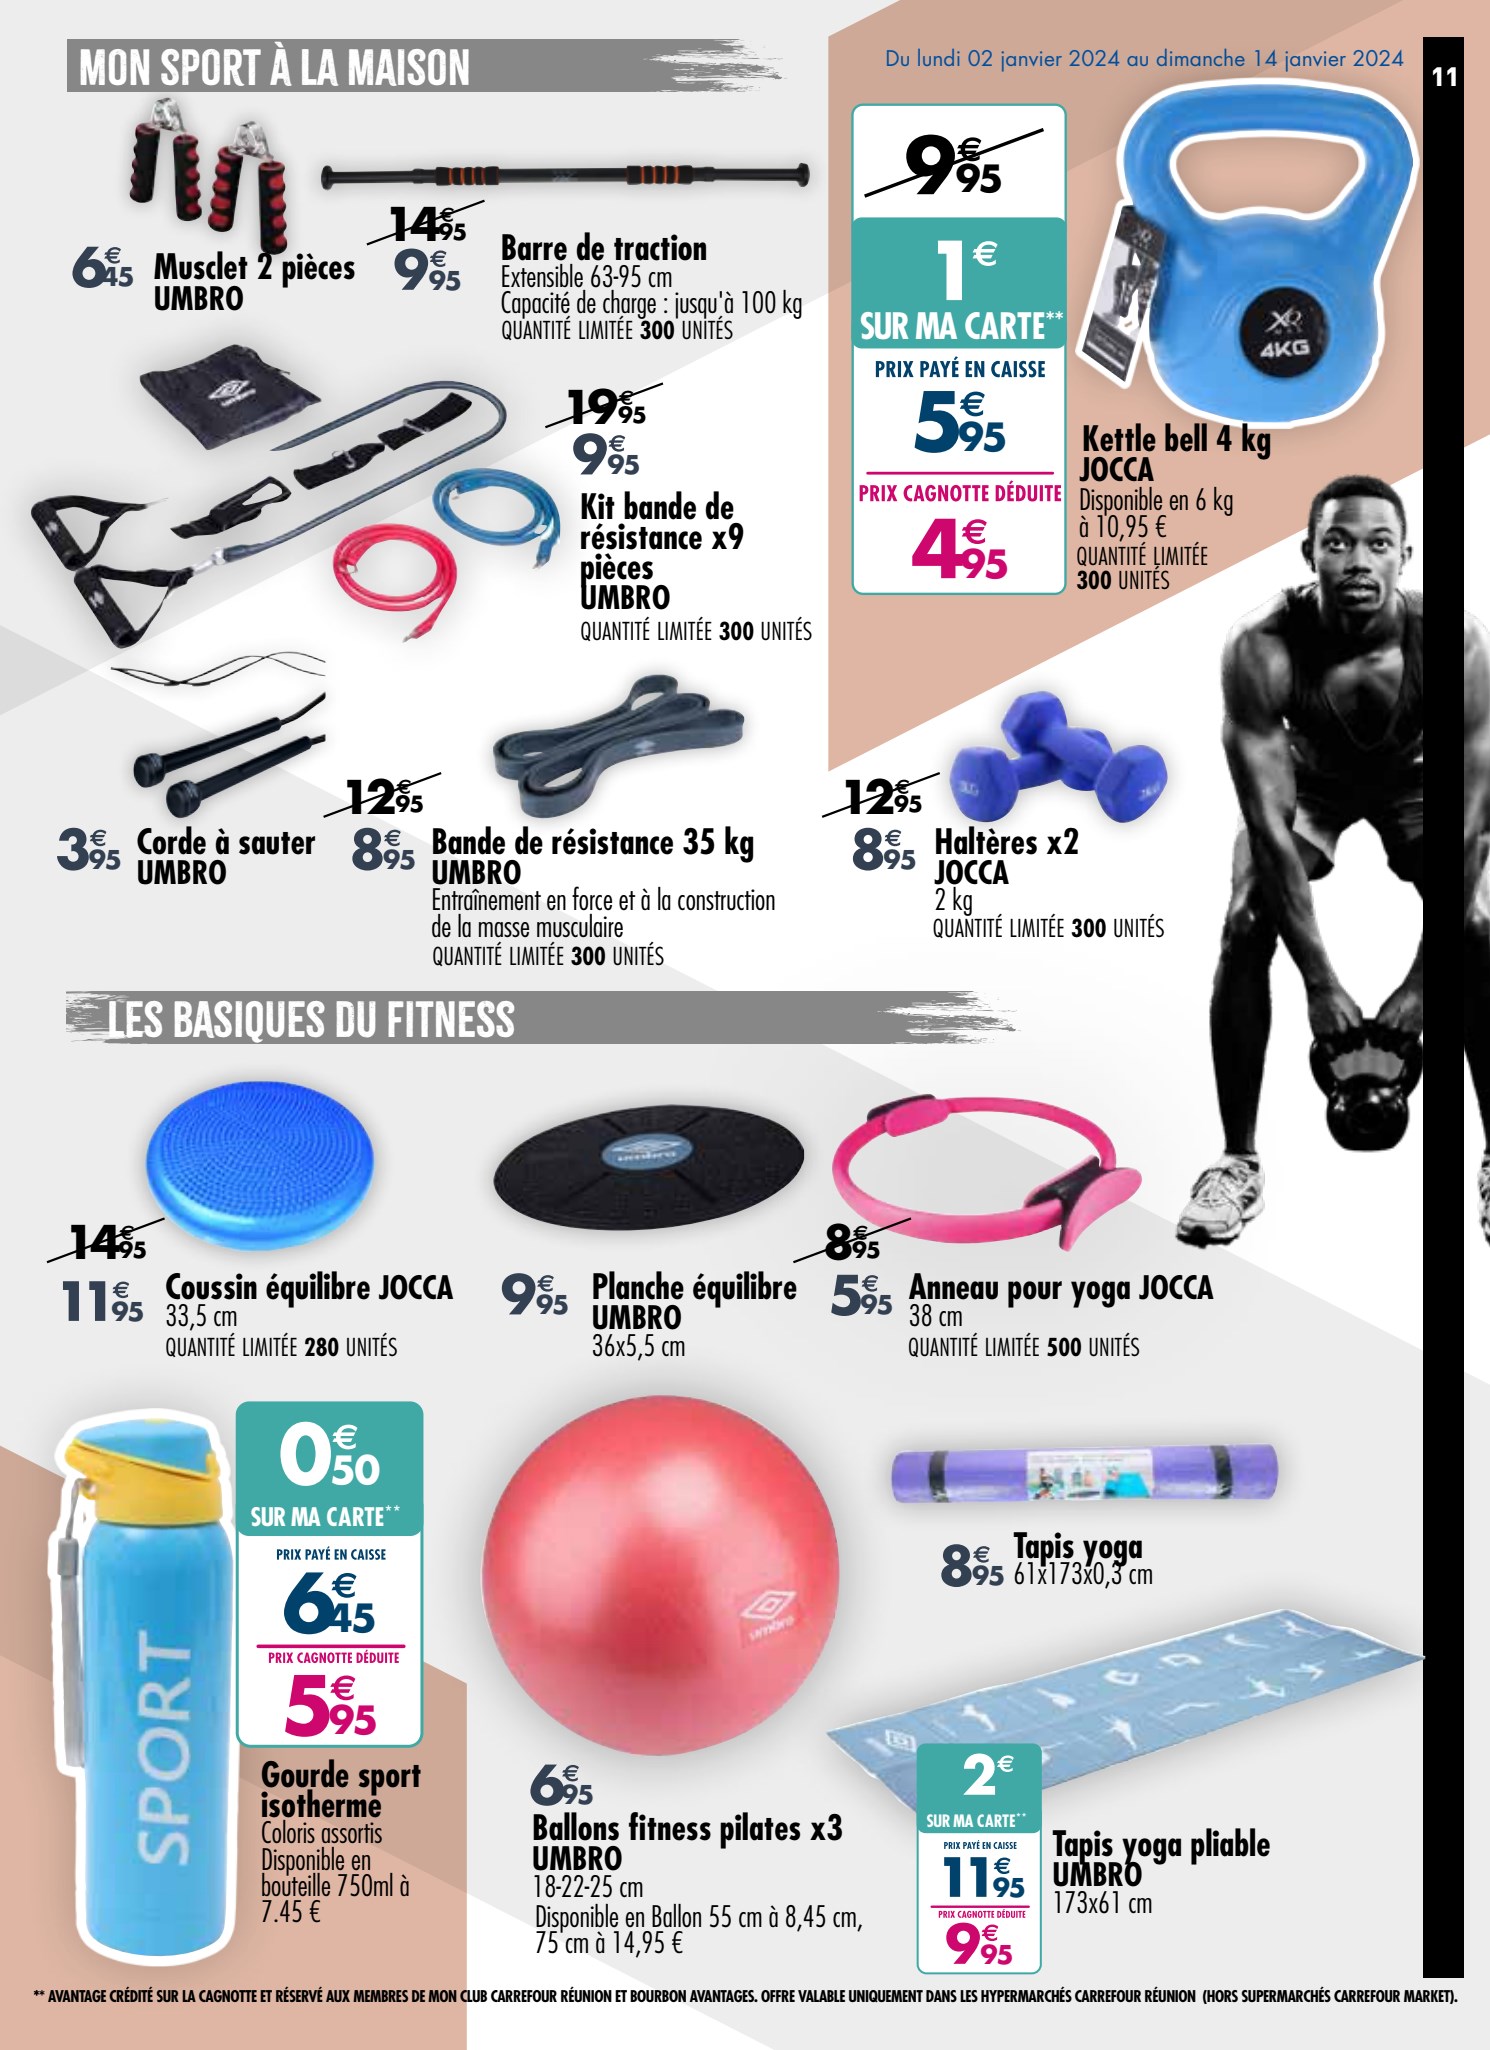 MON SPORT À LA MAISON
Du lundi 02 janvier 2024 au dimanche 14 janvier 2024
11
6€45
Musclet 2 pièces
UMBRO
14€95
9€95
Barre de traction
Extensible 63-95 cm
Capacité de charge : jusqu'à 100 kg
QUANTITÉ LIMITÉE 300 UNITÉS
9€95
1€
SUR MA CARTE**
PRIX PAYÉ EN CAISSE
5€95
PRIX CAGNOTTE DÉDUITE
4€95
XR
4KG
Kettle bell 4 kg
JOCCA
Disponible en 6 kg
à 10,95 €
QUANTITÉ LIMITÉE
300 UNITÉS
umbro
19€95
9€95
Kit bande de
résistance x9
pièces
UMBRO
QUANTITÉ LIMITÉE 300 UNITÉS
3€95
Corde à sauter
UMBRO
12€95
8€95
Bande de résistance 35 kg
UMBRO
Entraînement en force et à la construction
de la masse musculaire
QUANTITÉ LIMITÉE 300 UNITÉS
12€95
8€95
Haltères x2
JOCCA
2 kg
QUANTITÉ LIMITÉE 300 UNITÉS
LES BASIQUES DU FITNESS
14€95
11€95
Coussin équilibre JOCCA
33,5 cm
QUANTITÉ LIMITÉE 280 UNITÉS
umbro
9€95
Planche équilibre
UMBRO
36x5,5 cm
8€95
5€95
Anneau pour yoga JOCCA
38 cm
QUANTITÉ LIMITÉE 500 UNITÉS
SPORT
0€50
SUR MA CARTE**
PRIX PAYÉ EN CAISSE
6€45
PRIX CAGNOTTE DÉDUITE
5€95
Gourde sport
isotherme
Coloris assortis
Disponible en
bouteille 750ml à
7.45 €
umbro
6€95
Ballons fitness pilates x3
UMBRO
18-22-25 cm
Disponible en Ballon 55 cm à 8,45 cm,
75 cm à 14,95 €
8€95
Tapis yoga
61x173x0,3 cm
2€
SUR MA CARTE**
PRIX PAYÉ EN CAISSE
11€95
PRIX CAGNOTTE DÉDUITE
9€95
Tapis yoga pliable
UMBRO
173x61 cm
** AVANTAGE CRÉDITÉ SUR LA CAGNOTTE ET RÉSERVÉ AUX MEMBRES DE MON CLUB CARREFOUR RÉUNION ET BOURBON AVANTAGES. OFFRE VALABLE UNIQUEMENT DANS LES HYPERMARCHÉS CARREFOUR RÉUNION (HORS SUPERMARCHÉS CARREFOUR MARKET).